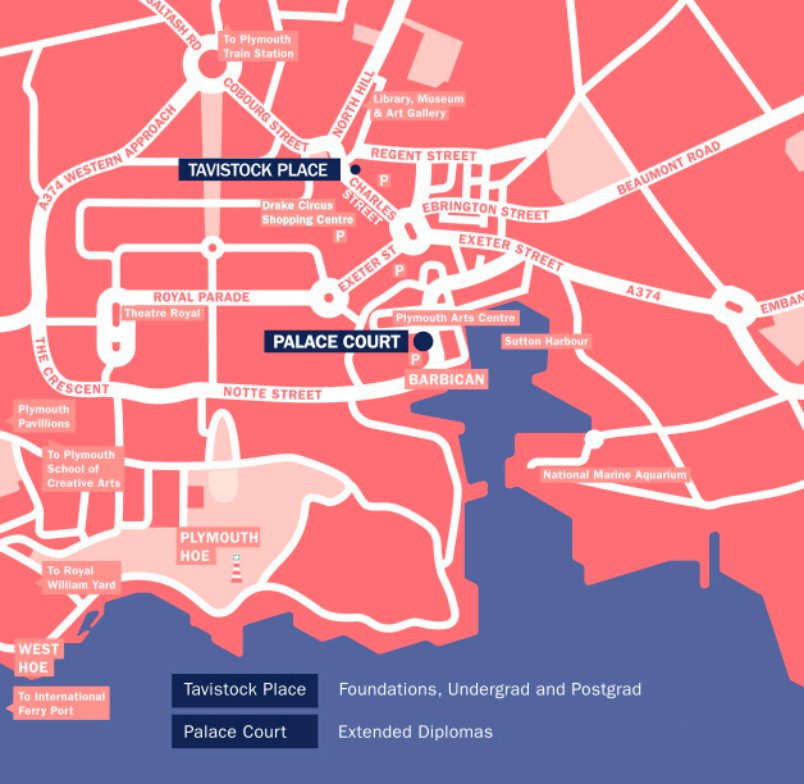 SALTASH RD
To Plymouth
Train Station
COBOURG STREET
NORTH HILL
Library, Museum
& Art Gallery
A374 WESTERN APPROACH
REGENT STREET
BEAUMONT ROAD
TAVISTOCK PLACE
P
CHARLES
STREET
EBRINGTON STREET
Drake Circus
Shopping Centre
P
EXETER STREET
EXETER ST
P
A374
EMBAN
ROYAL PARADE
Theatre Royal
Plymouth Arts Centre
PALACE COURT
Sutton Harbour
P
BARBICAN
THE CRESCENT
NOTTE STREET
Plymouth
Pavillions
To Plymouth
School of
Creative Arts
National Marine Aquarium
PLYMOUTH
HOE
To Royal
William Yard
WEST
HOE
To International
Ferry Port
Tavistock Place Foundations, Undergrad and Postgrad
Palace Court Extended Diplomas